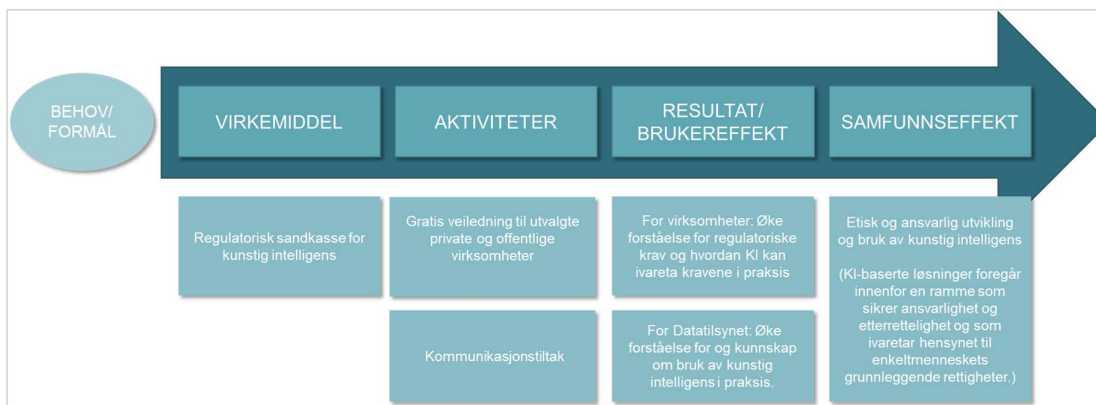 BEHOV/
FORMÅL
VIRKEMIDDEL
AKTIVITETER
RESULTAT/
BRUKEREFFEKT
SAMFUNNSEFFEKT
Regulatorisk sandkasse for
kunstig intelligens
Gratis veiledning til utvalgte
private og offentlige
virksomheter
Kommunikasjonstiltak
For virksomheter: Øke
forståelse for regulatoriske
krav og hvordan KI kan
ivareta kravene i praksis
For Datatilsynet: Øke
forståelse for og kunnskap
om bruk av kunstig
intelligens i praksis.
Etisk og ansvarlig utvikling
og bruk av kunstig intelligens
(KI-baserte løsninger foregår
innenfor en ramme som
sikrer ansvarlighet og
etterrettelighet og som
ivaretar hensynet til
enkeltmenneskets
grunnleggende rettigheter.)